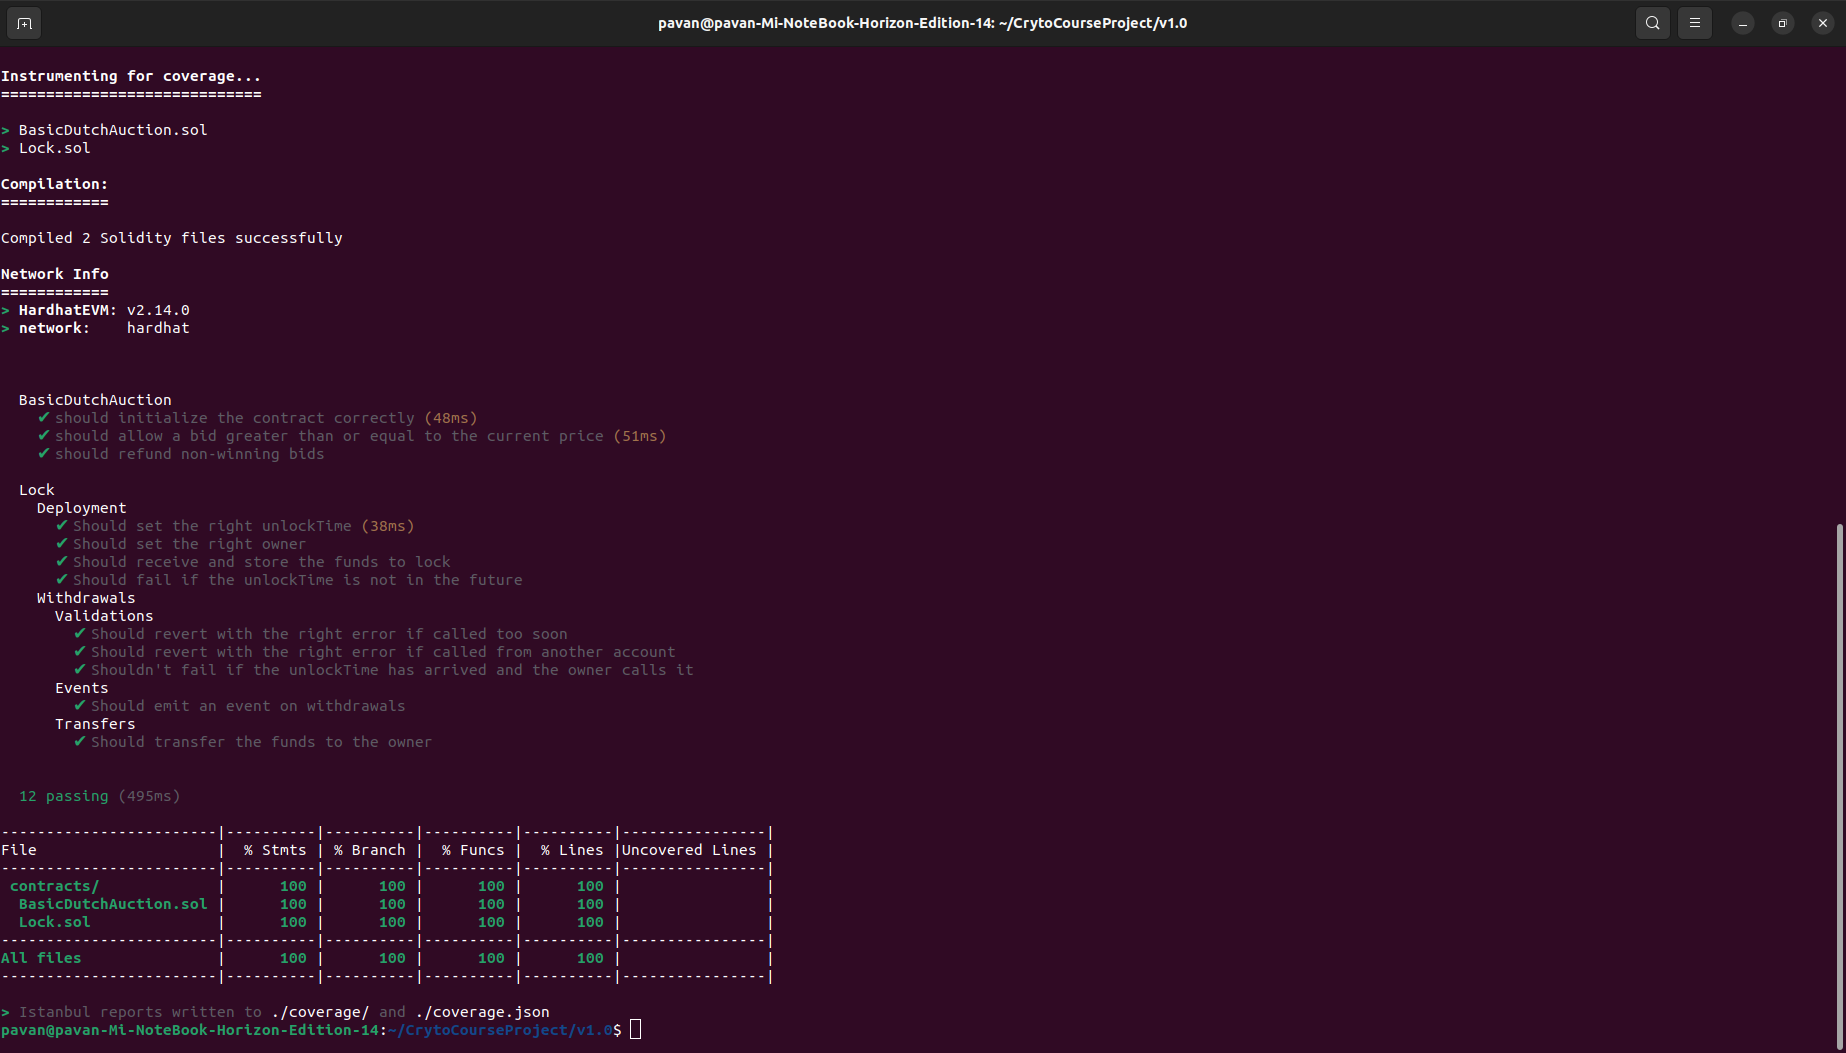 pavan@pavan-Mi-NoteBook-Horizon-Edition-14: ~/CrytoCourseProject/v1.0
Instrumenting for coverage...
=============================
> BasicDutchAuction.sol
> Lock.sol
Compilation:
============
Compiled 2 Solidity files successfully
Network Info
============
> HardhatEVM: v2.14.0
> network:    hardhat
  BasicDutchAuction
    ✔ should initialize the contract correctly (48ms)
    ✔ should allow a bid greater than or equal to the current price (51ms)
    ✔ should refund non-winning bids
  Lock
    Deployment
      ✔ Should set the right unlockTime (38ms)
      ✔ Should set the right owner
      ✔ Should receive and store the funds to lock
      ✔ Should fail if the unlockTime is not in the future
    Withdrawals
      Validations
        ✔ Should revert with the right error if called too soon
        ✔ Should revert with the right error if called from another account
        ✔ Shouldn't fail if the unlockTime has arrived and the owner calls it
      Events
        ✔ Should emit an event on withdrawals
      Transfers
        ✔ Should transfer the funds to the owner
  12 passing (495ms)
------------------------|----------|----------|----------|----------|----------------|
File                    |  % Stmts | % Branch |  % Funcs |  % Lines |Uncovered Lines |
------------------------|----------|----------|----------|----------|----------------|
 contracts/             |      100 |      100 |      100 |      100 |                |
  BasicDutchAuction.sol |      100 |      100 |      100 |      100 |                |
  Lock.sol              |      100 |      100 |      100 |      100 |                |
------------------------|----------|----------|----------|----------|----------------|
All files               |      100 |      100 |      100 |      100 |                |
------------------------|----------|----------|----------|----------|----------------|
> Istanbul reports written to ./coverage/ and ./coverage.json
pavan@pavan-Mi-NoteBook-Horizon-Edition-14:~/CrytoCourseProject/v1.0$